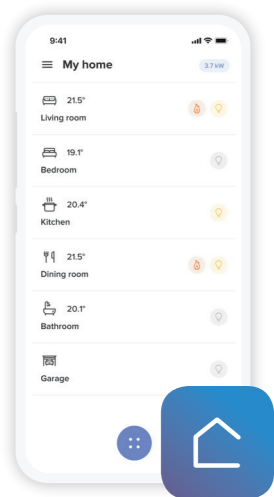 9:41
My home
3.7 kW
21.5°
Living room
19.1°
Bedroom
20.4°
Kitchen
21.5°
Dining room
20.1°
Bathroom
Garage